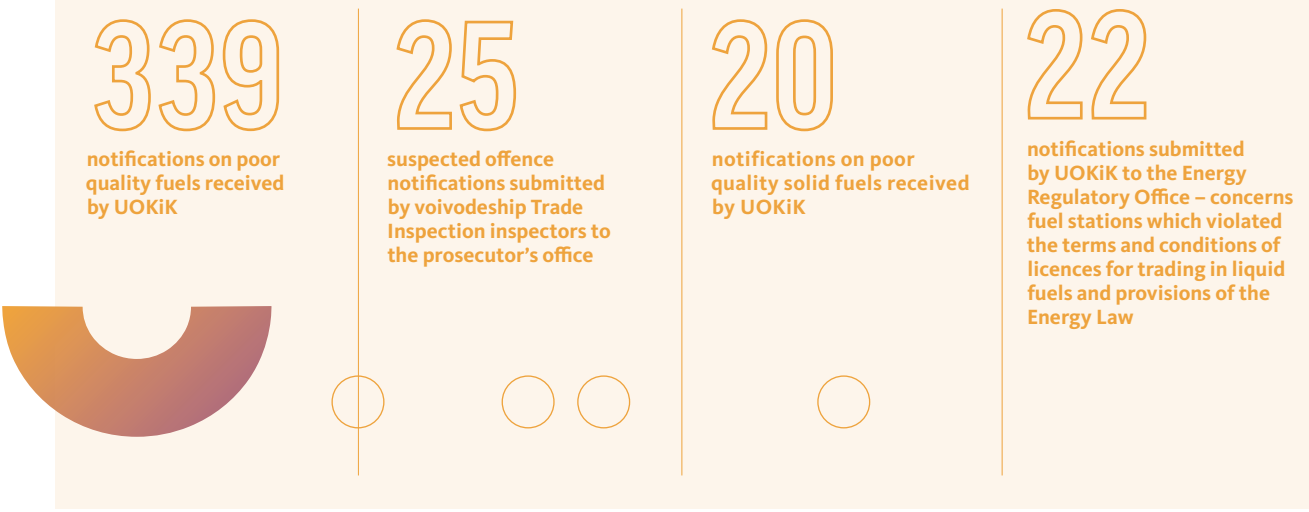 339
notifications on poor
quality fuels received
by UOKiK
25
suspected offence
notifications submitted
by voivodeship Trade
Inspection inspectors to
the prosecutor’s office
20
notifications on poor
quality solid fuels received
by UOKiK
22
notifications submitted
by UOKiK to the Energy
Regulatory Office – concerns
fuel stations which violated
the terms and conditions of
licences for trading in liquid
fuels and provisions of the
Energy Law